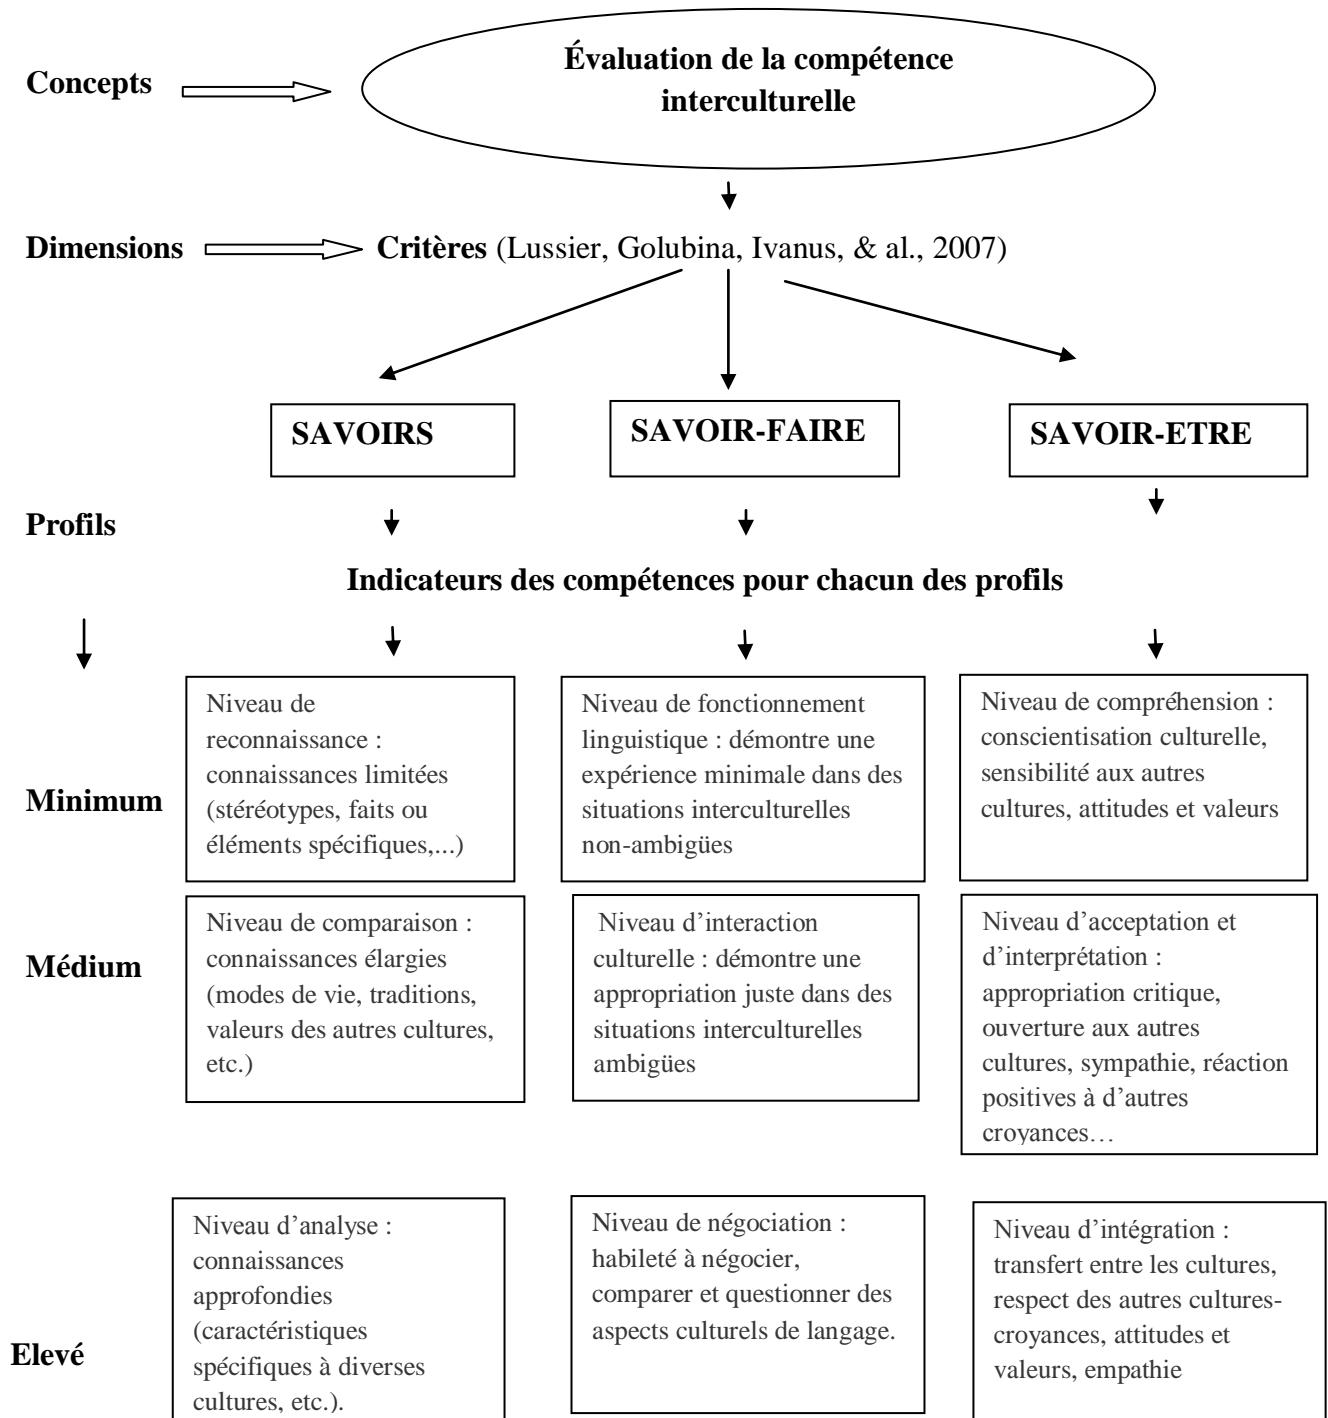 Évaluation de la compétence
interculturelle
Concepts
Dimensions
Critères (Lussier, Golubina, Ivanus, & al., 2007)
SAVOIRS
SAVOIR-FAIRE
SAVOIR-ETRE
Profils
Indicateurs des compétences pour chacun des profils
Minimum
Niveau de
reconnaissance :
connaissances limitées
(stéréotypes, faits ou
éléments spécifiques,...)
Niveau de fonctionnement
linguistique : démontre une
expérience minimale dans des
situations interculturelles
non-ambigües
Niveau de compréhension :
conscientisation culturelle,
sensibilité aux autres
cultures, attitudes et valeurs
Médium
Niveau de comparaison :
connaissances élargies
(modes de vie, traditions,
valeurs des autres cultures,
etc.)
Niveau d’interaction
culturelle : démontre une
appropriation juste dans des
situations interculturelles
ambigües
Niveau d’acceptation et
d’interprétation :
appropriation critique,
ouverture aux autres
cultures, sympathie, réaction
positives à d’autres
croyances…
Elevé
Niveau d’analyse :
connaissances
approfondies
(caractéristiques
spécifiques à diverses
cultures, etc.).
Niveau de négociation :
habileté à négocier,
comparer et questionner des
aspects culturels de langage.
Niveau d’intégration :
transfert entre les cultures,
respect des autres cultures-
croyances, attitudes et
valeurs, empathie